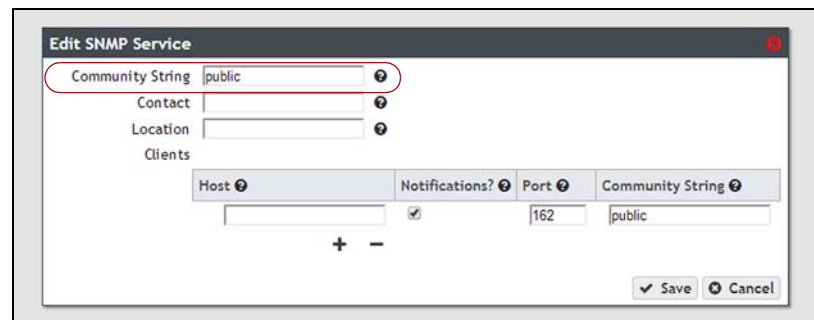 Edit SNMP Service
Community String public
Contact
Location
Clients
Host Notifications? Port Community String
162 public
Save Cancel